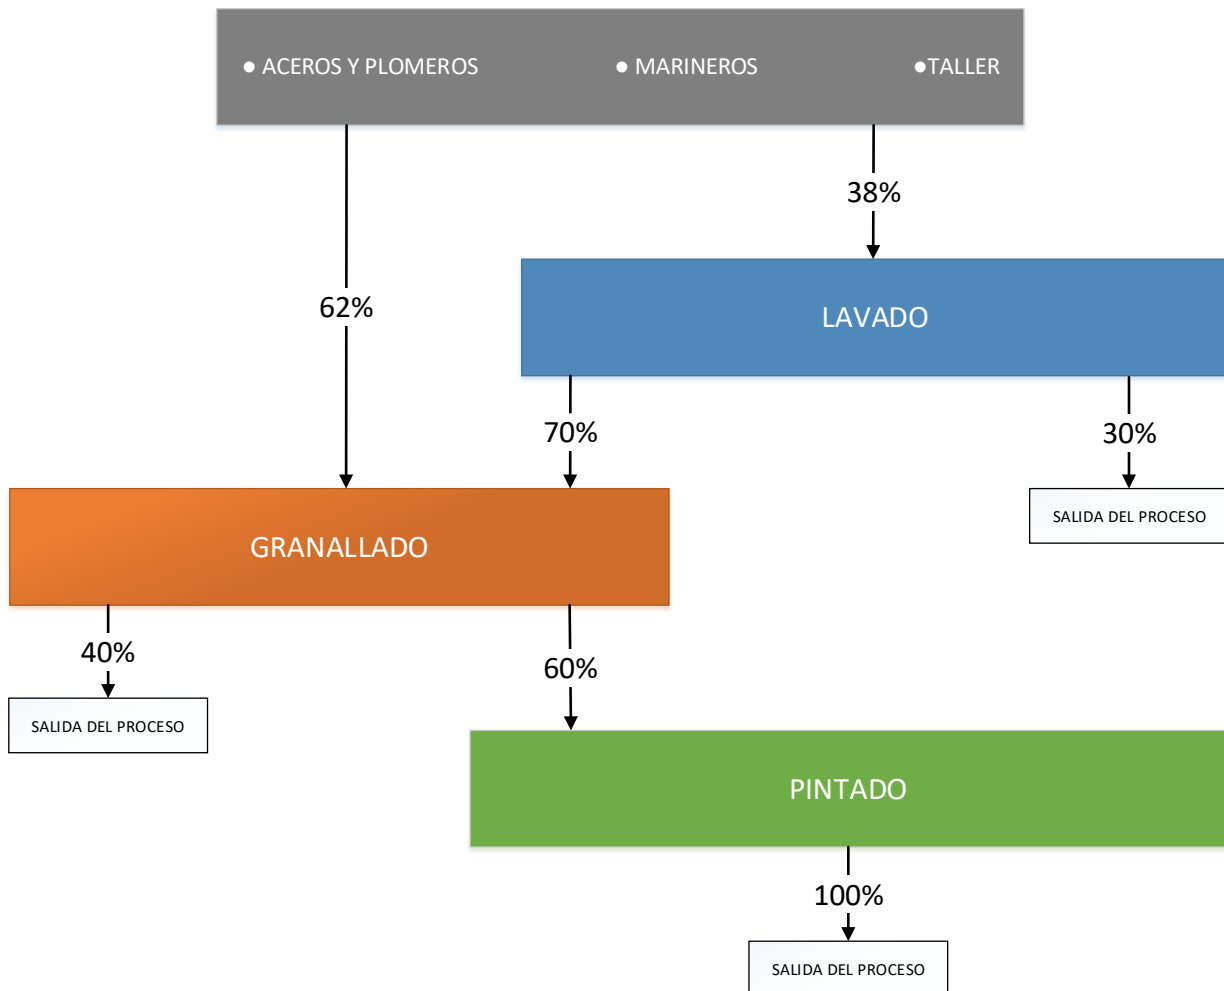 ● ACEROS Y PLOMEROS ● MARINEROS ●TALLER
38%
62%
LAVADO
70%
30%
SALIDA DEL PROCESO
GRANALLADO
40%
60%
SALIDA DEL PROCESO
PINTADO
100%
SALIDA DEL PROCESO